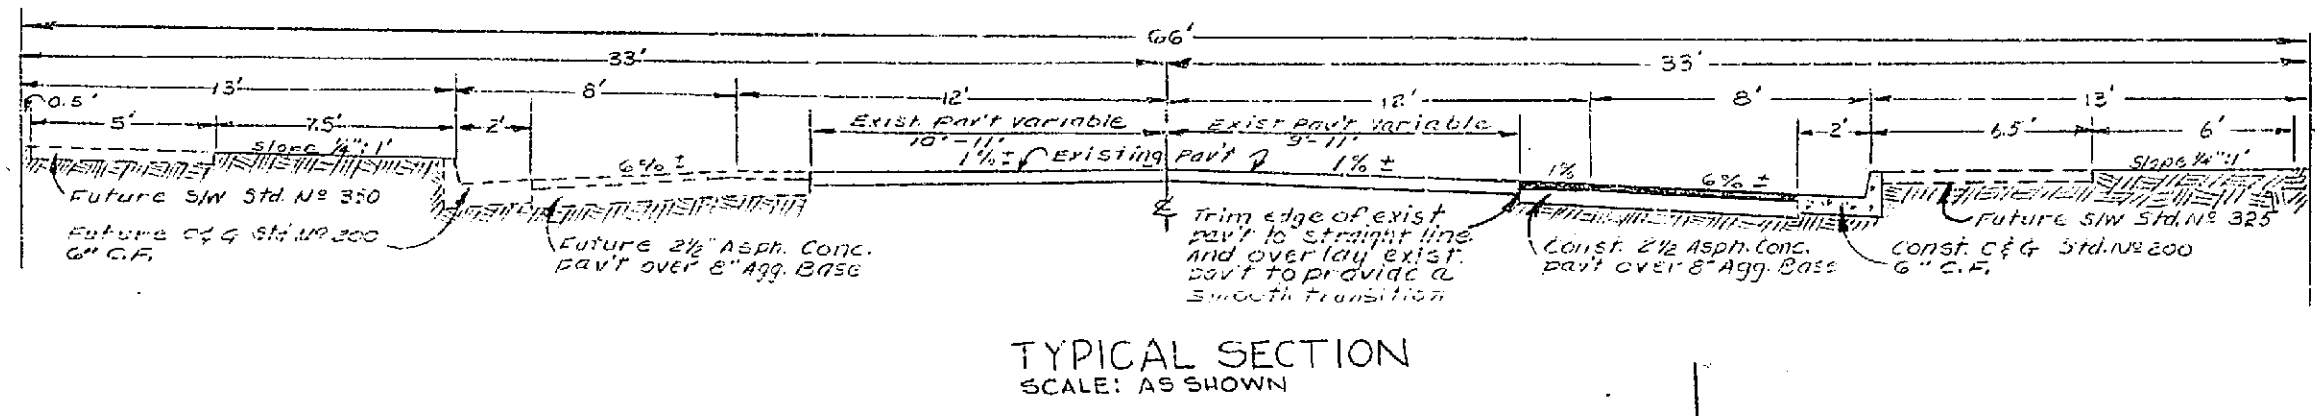 66'
33' 33'
13' 8' 12' 12' 8' 13'
0.5'
5' 7.5' 2' Exist. pav't variable Exist pav't variable 2' 6.5' 6'
10'-11' 9'-11'
Slope ¼":1' 6% ± 1% ± Existing pav't 1% ± 1% 6% ± Slope ¼":1'
Future S/W Std. Nº 350
Future C&G Std. Nº 200
6" C.F.
Future 2½" Asph. Conc.
pav't over 8" Agg. Base
℄
Trim edge of exist
pav't to straight line
and overlay exist.
pav't to provide a
smooth transition
Const. 2½ Asph. Conc.
pav't over 8" Agg. Base
Const. C&G Std. Nº 200
6" C.F.
Future S/W Std. Nº 325
TYPICAL SECTION
SCALE: AS SHOWN